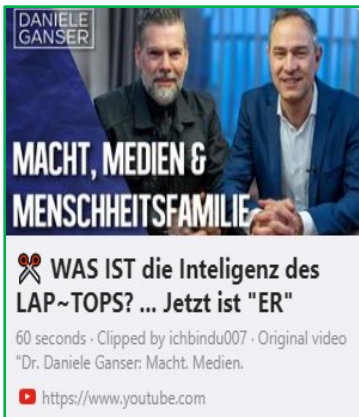 DANIELE
GANSER
MACHT, MEDIEN &
MENSCHHEITSFAMILIE
WAS IST die Inteligenz des
LAP~TOPS? ... Jetzt ist "ER"
60 seconds · Clipped by ichbindu007 · Original video
"Dr. Daniele Ganser: Macht. Medien.
https://www.youtube.com